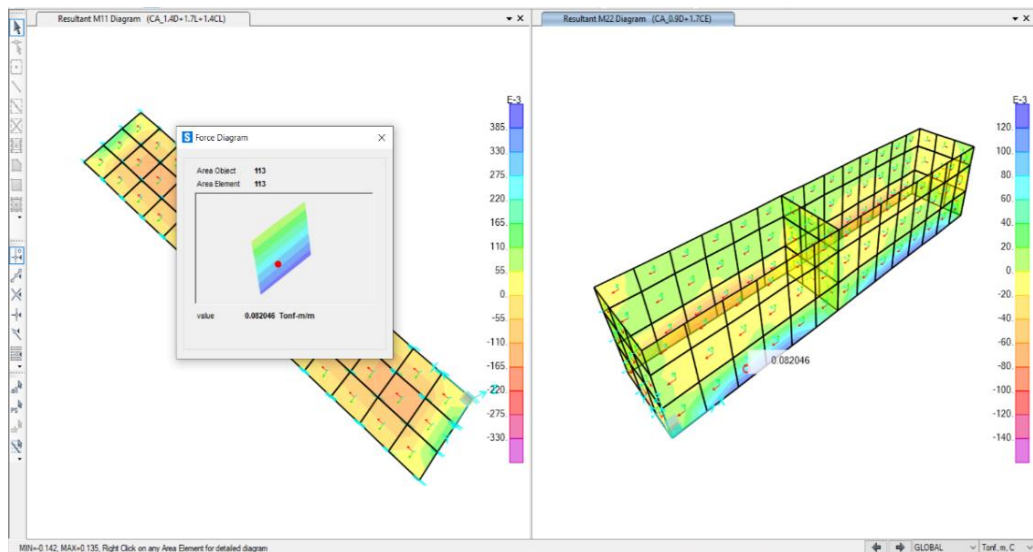 Resultant M11 Diagram (CA_1.4D+1.7L+1.4CL)
Resultant M22 Diagram (CA_0.9D+1.7CE)
E-3
385.
330.
275.
220.
165.
110.
55.
0.
-55.
-110.
-165.
-220.
-275.
-330.
Force Diagram
Area Object 113
Area Element 113
value 0.082046 Tonf-m/m
0.082046
E-3
120.
100.
80.
60.
40.
20.
0.
-20.
-40.
-60.
-80.
-100.
-120.
-140.
MIN=-0.142, MAX=0.135, Right Click on any Area Element for detailed diagram
GLOBAL
Tonf, m, C